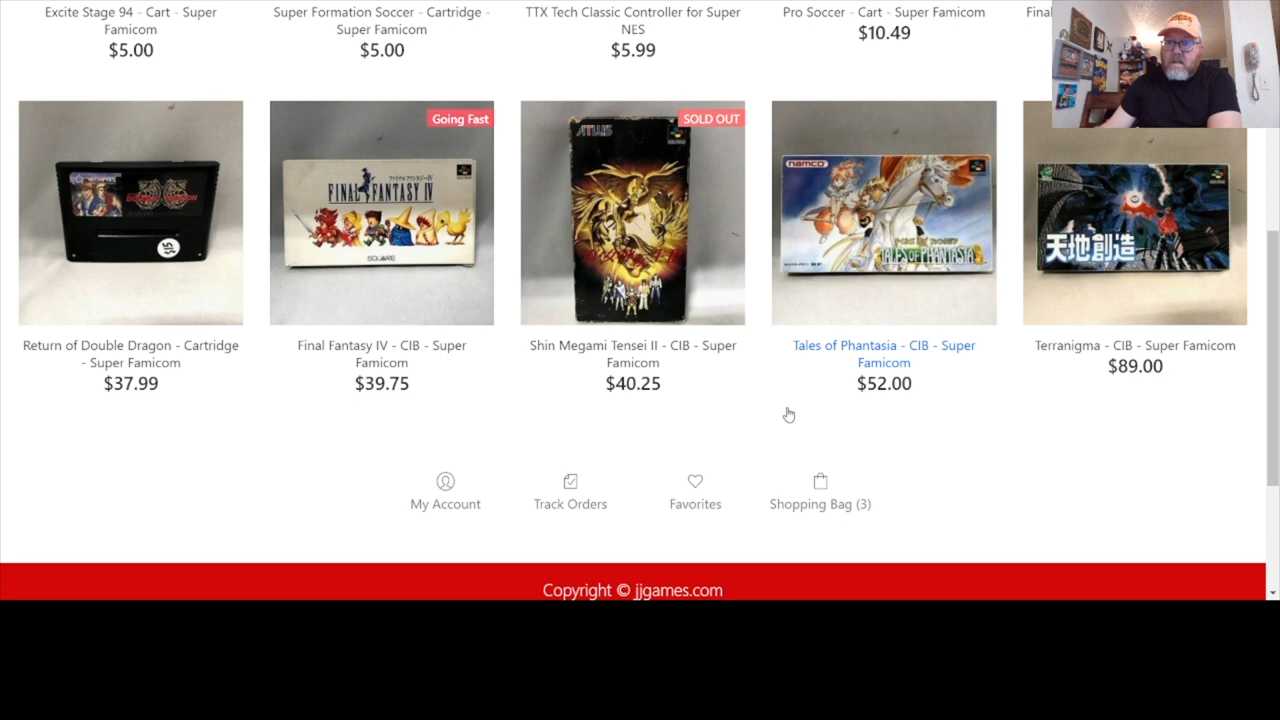 Excite Stage 94 - Cart - Super
Famicom
$5.00
Super Formation Soccer - Cartridge -
Super Famicom
$5.00
TTX Tech Classic Controller for Super
NES
$5.99
Pro Soccer - Cart - Super Famicom
$10.49
Final
Going Fast
FINAL FANTASY IV
SQUARE
SOLD OUT
ATLUS
namco
TALES OF PHANTASIA
天地創造
Return of Double Dragon - Cartridge
- Super Famicom
$37.99
Final Fantasy IV - CIB - Super
Famicom
$39.75
Shin Megami Tensei II - CIB - Super
Famicom
$40.25
Tales of Phantasia - CIB - Super
Famicom
$52.00
Terranigma - CIB - Super Famicom
$89.00
My Account
Track Orders
Favorites
Shopping Bag (3)
Copyright © jjgames.com